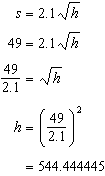 s = 2.1√h
49 = 2.1√h
49/2.1 = √h
h = (49/2.1)²
= 544.444445